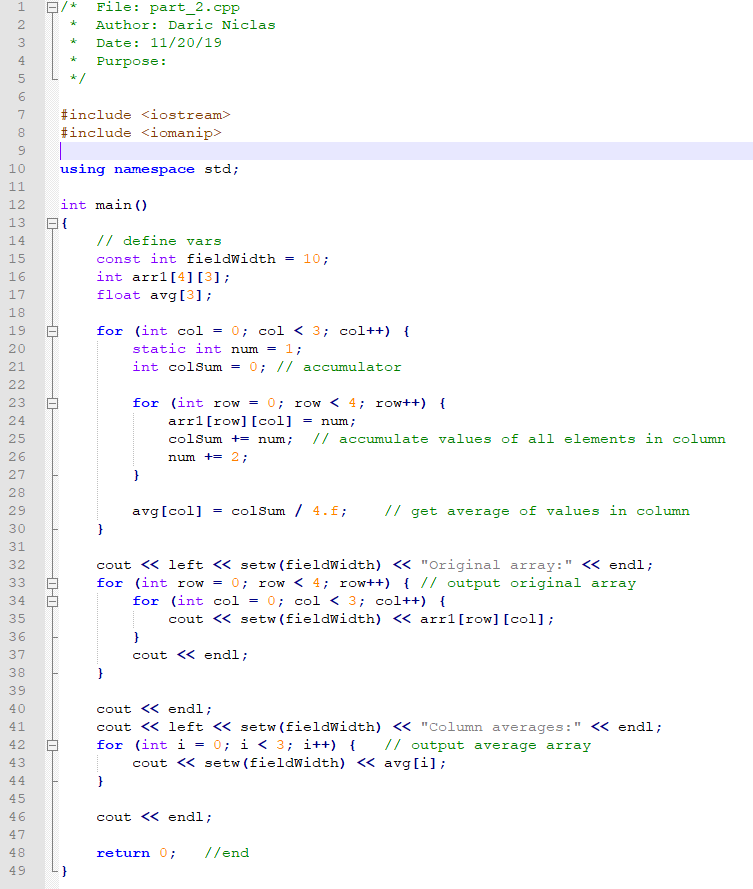 1 /*  File: part_2.cpp
2  *  Author: Daric Niclas
3  *  Date: 11/20/19
4  *  Purpose:
5  */
6
7 #include <iostream>
8 #include <iomanip>
9
10 using namespace std;
11
12 int main()
13 {
14     // define vars
15     const int fieldWidth = 10;
16     int arr1[4][3];
17     float avg[3];
18
19     for (int col = 0; col < 3; col++) {
20         static int num = 1;
21         int colSum = 0; // accumulator
22
23         for (int row = 0; row < 4; row++) {
24             arr1[row][col] = num;
25             colSum += num;  // accumulate values of all elements in column
26             num += 2;
27         }
28
29         avg[col] = colSum / 4.f;    // get average of values in column
30     }
31
32     cout << left << setw(fieldWidth) << "Original array:" << endl;
33     for (int row = 0; row < 4; row++) { // output original array
34         for (int col = 0; col < 3; col++) {
35             cout << setw(fieldWidth) << arr1[row][col];
36         }
37         cout << endl;
38     }
39
40     cout << endl;
41     cout << left << setw(fieldWidth) << "Column averages:" << endl;
42     for (int i = 0; i < 3; i++) {   // output average array
43         cout << setw(fieldWidth) << avg[i];
44     }
45
46     cout << endl;
47
48     return 0;   //end
49 }